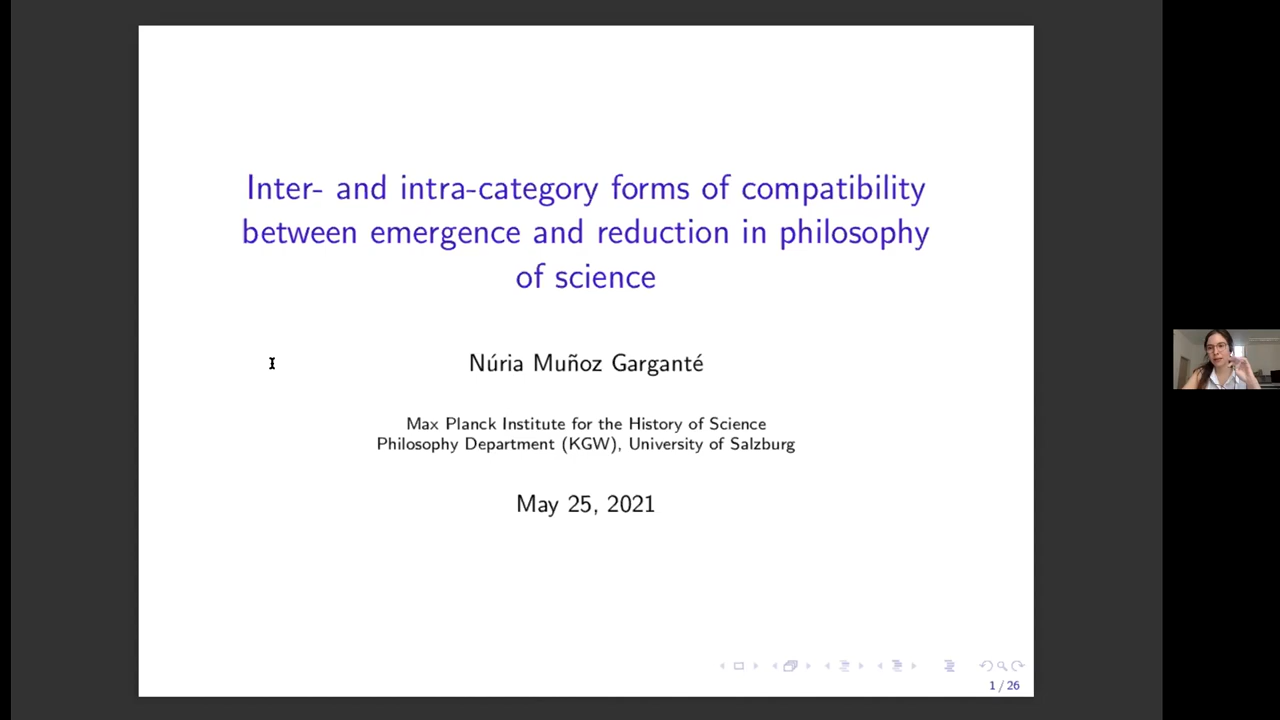 Inter- and intra-category forms of compatibility
between emergence and reduction in philosophy
of science
Núria Muñoz Garganté
Max Planck Institute for the History of Science
Philosophy Department (KGW), University of Salzburg
May 25, 2021
1 / 26